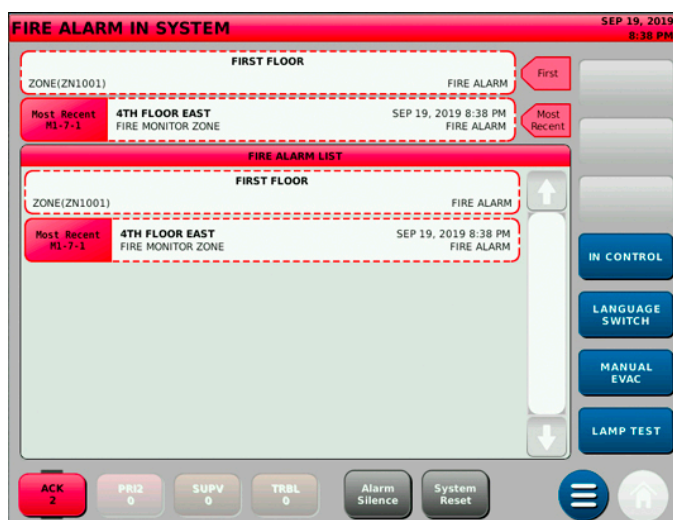 FIRE ALARM IN SYSTEM
SEP 19, 2019
8:38 PM
FIRST FLOOR
ZONE(ZN1001)
FIRE ALARM
First
Most Recent
M1-7-1
4TH FLOOR EAST
FIRE MONITOR ZONE
SEP 19, 2019 8:38 PM
FIRE ALARM
Most
Recent
FIRE ALARM LIST
FIRST FLOOR
ZONE(ZN1001)
FIRE ALARM
Most Recent
M1-7-1
4TH FLOOR EAST
FIRE MONITOR ZONE
SEP 19, 2019 8:38 PM
FIRE ALARM
IN CONTROL
LANGUAGE
SWITCH
MANUAL
EVAC
LAMP TEST
ACK
2
PRI2
0
SUPV
0
TRBL
0
Alarm
Silence
System
Reset